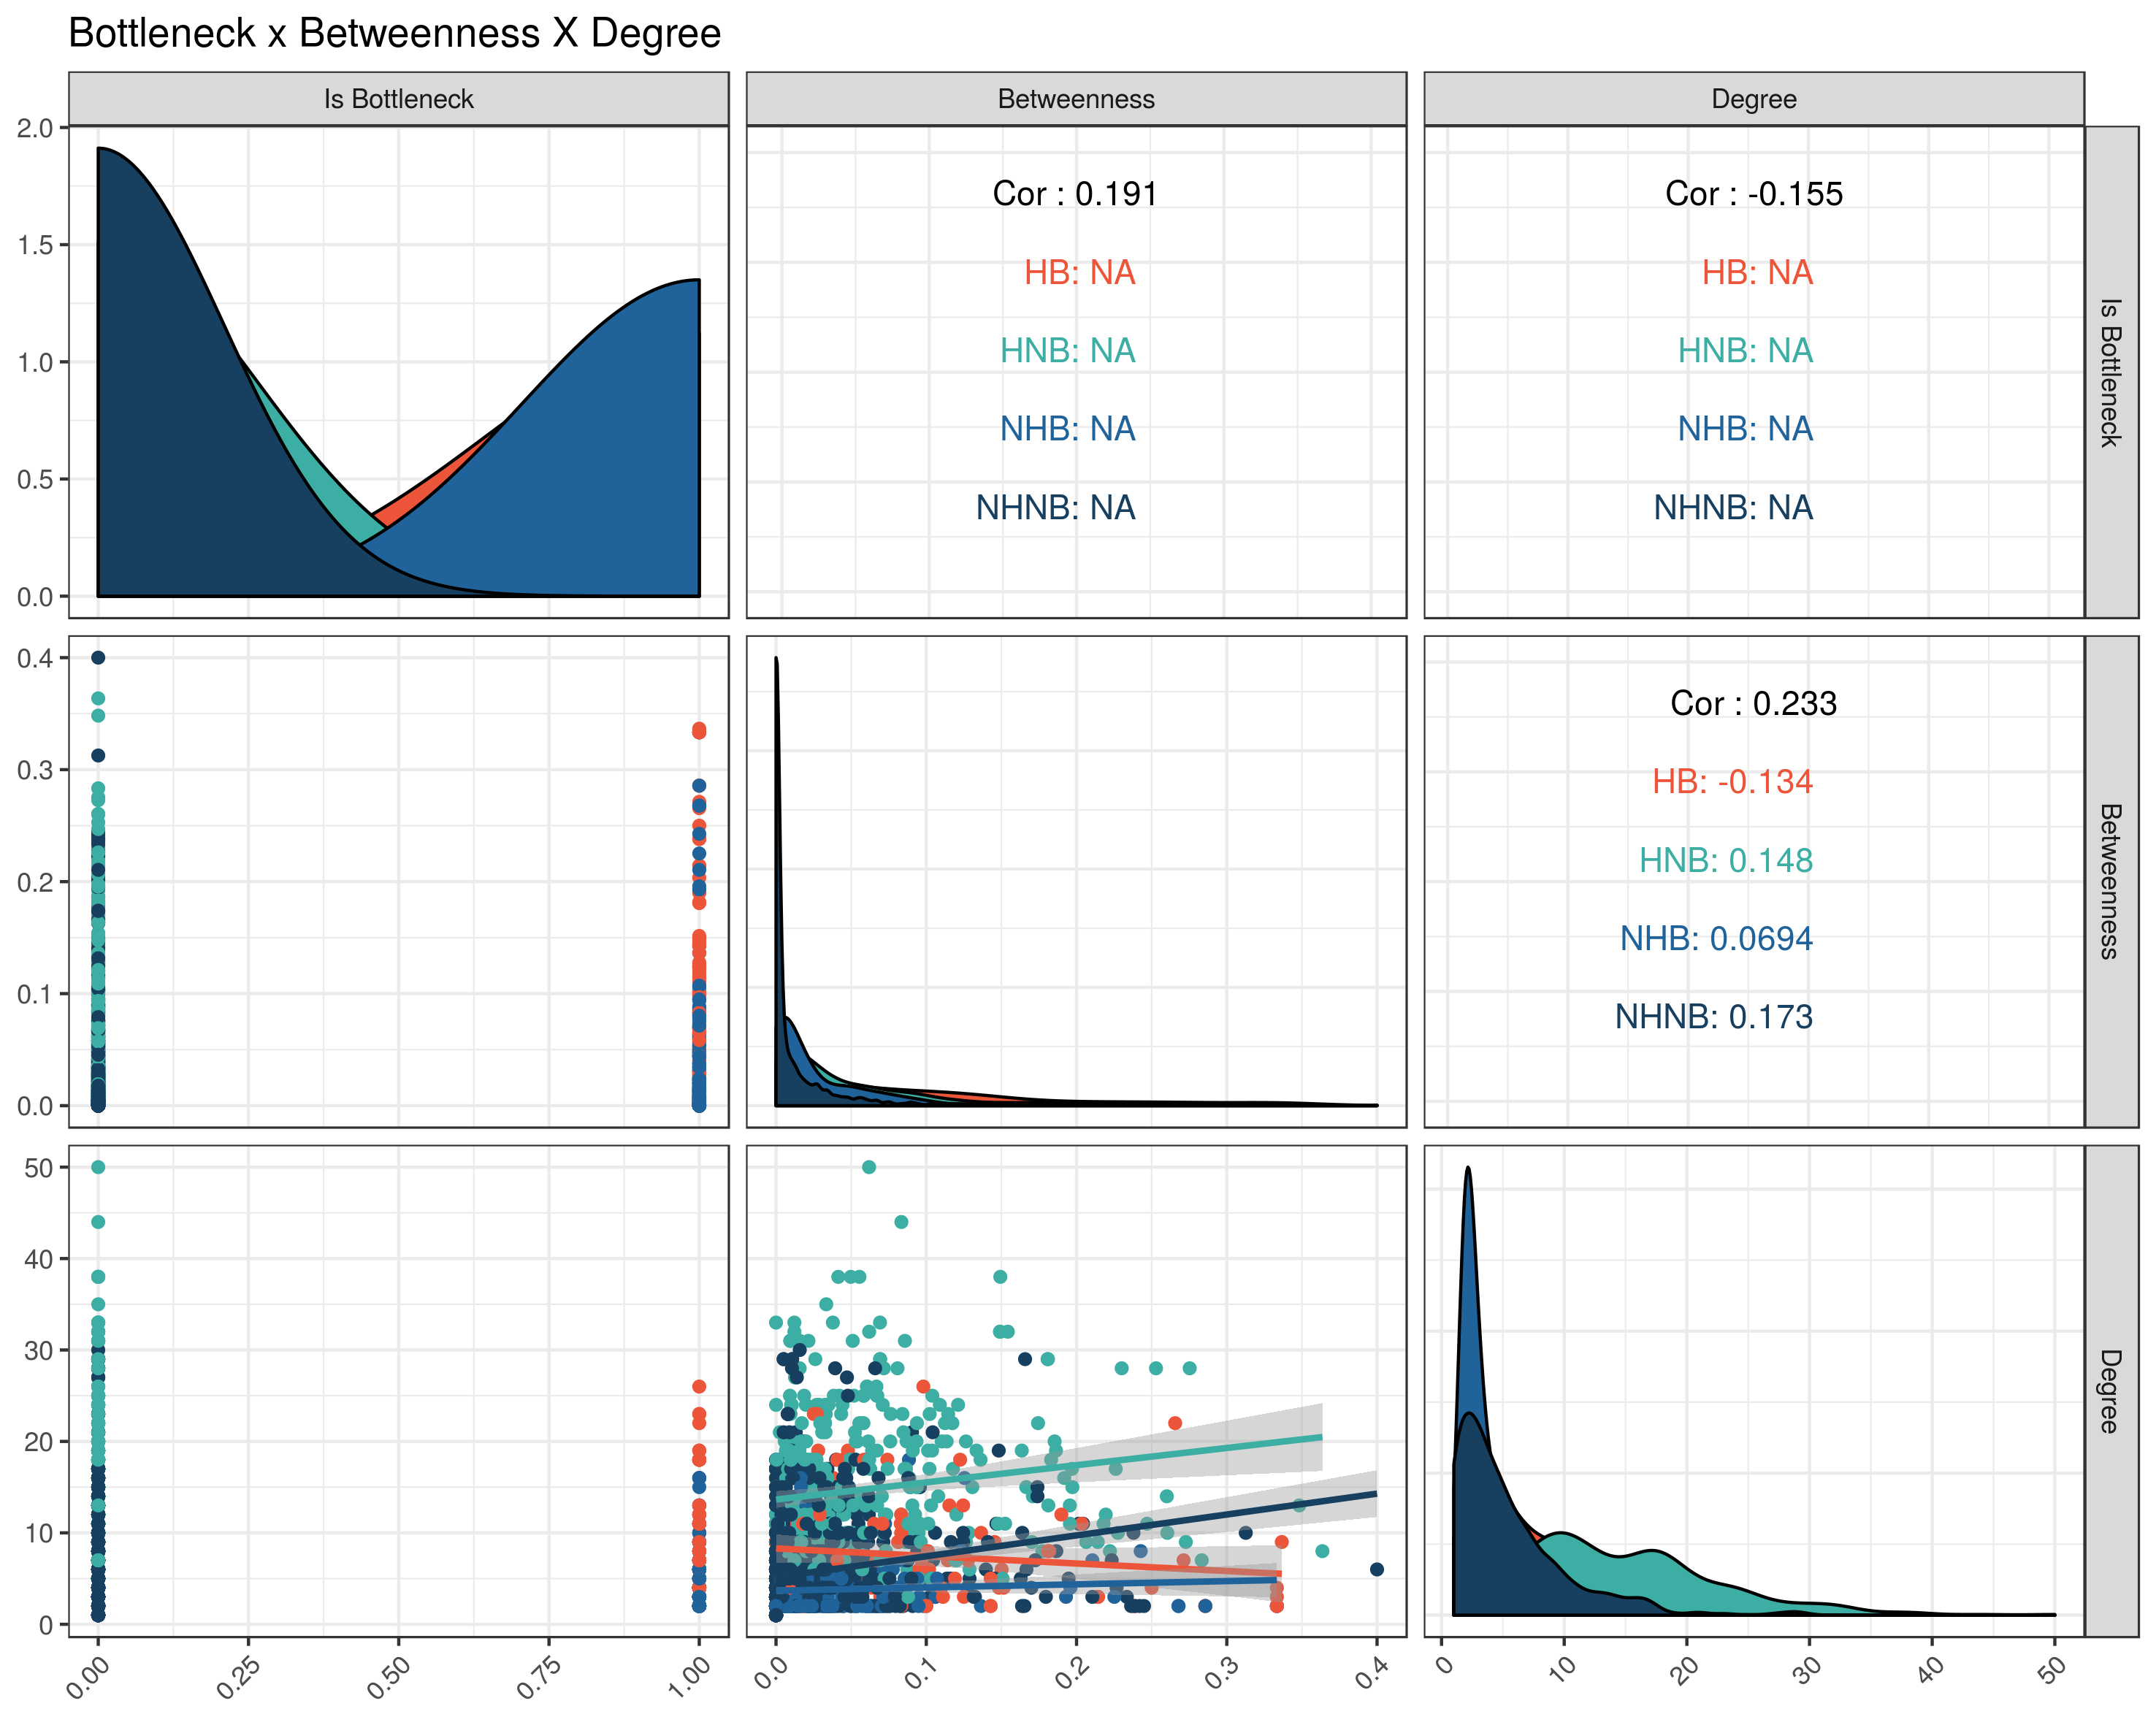 Bottleneck x Betweenness X Degree
Is Bottleneck
Betweenness
Degree
2.0
1.5
1.0
0.5
0.0
Cor : 0.191
HB: NA
HNB: NA
NHB: NA
NHNB: NA
Cor : -0.155
HB: NA
HNB: NA
NHB: NA
NHNB: NA
Is Bottleneck
0.4
0.3
0.2
0.1
0.0
Cor : 0.233
HB: -0.134
HNB: 0.148
NHB: 0.0694
NHNB: 0.173
Betweenness
50
40
30
20
10
0
Degree
0.00
0.25
0.50
0.75
1.00
0.0
0.1
0.2
0.3
0.4
0
10
20
30
40
50